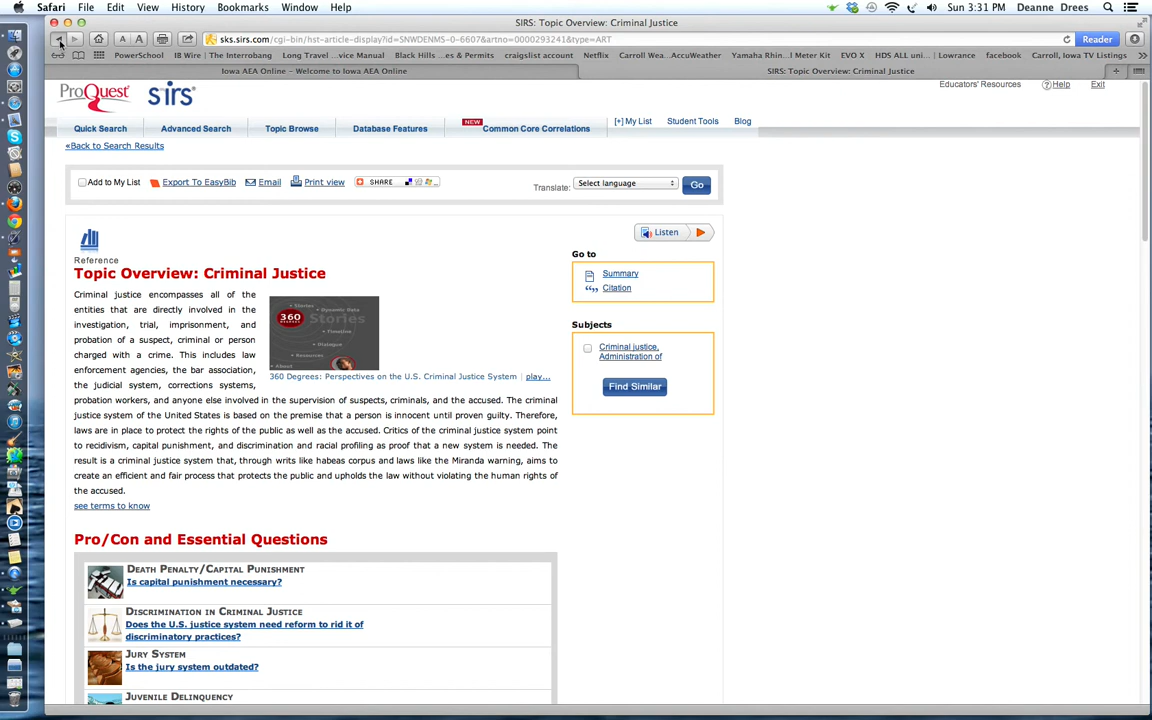 Safari File Edit View History Bookmarks Window Help Sun 3:31 PM Deanne Drees
SIRS: Topic Overview: Criminal Justice
A A sks.sirs.com/cgi-bin/hst-article-display?id=SNWDENMS-0-6607&artno=0000293241&type=ART Reader
PowerSchool IB Wire | The Interrobang Long Travel ...vice Manual Black Hills ...es & Permits craigslist account Netflix Carroll Wea...AccuWeather Yamaha Rhin...r Model Kit EVO X HDS ALL uni... | Lowrance facebook Carroll, Iowa TV Listings
Iowa AEA Online - Welcome to Iowa AEA Online SIRS: Topic Overview: Criminal Justice
ProQuest sirs Educators' Resources Help Exit
Quick Search Advanced Search Topic Browse Database Features NEW Common Core Correlations [+] My List Student Tools Blog
«Back to Search Results
Add to My List Export To EasyBib Email Print view SHARE Translate: Select language Go
Listen
Reference
Topic Overview: Criminal Justice
Criminal justice encompasses all of the
entities that are directly involved in the
investigation, trial, imprisonment, and
probation of a suspect, criminal or person
charged with a crime. This includes law
enforcement agencies, the bar association,
the judicial system, corrections systems,
probation workers, and anyone else involved in the supervision of suspects, criminals, and the accused. The criminal
justice system of the United States is based on the premise that a person is innocent until proven guilty. Therefore,
laws are in place to protect the rights of the public as well as the accused. Critics of the criminal justice system point
to recidivism, capital punishment, and discrimination and racial profiling as proof that a new system is needed. The
result is a criminal justice system that, through writs like habeas corpus and laws like the Miranda warning, aims to
create an efficient and fair process that protects the public and upholds the law without violating the human rights of
the accused.
see terms to know
Stories
Dynamic Data
360 Stories
Timeline
Dialogue
Resources
About
360 Degrees: Perspectives on the U.S. Criminal Justice System | play...
Go to
Summary
Citation
Subjects
Criminal justice,
Administration of
Find Similar
Pro/Con and Essential Questions
Death Penalty/Capital Punishment
Is capital punishment necessary?
Discrimination in Criminal Justice
Does the U.S. justice system need reform to rid it of
discriminatory practices?
Jury System
Is the jury system outdated?
Juvenile Delinquency